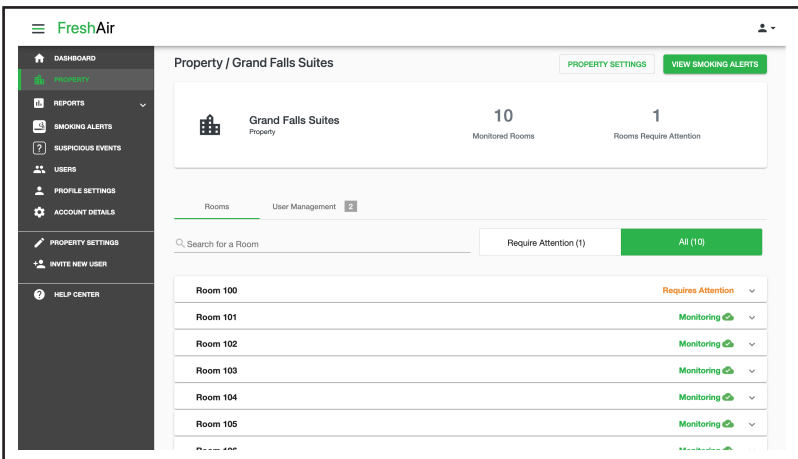 FreshAir
DASHBOARD
PROPERTY
REPORTS
SMOKING ALERTS
SUSPICIOUS EVENTS
USERS
PROFILE SETTINGS
ACCOUNT DETAILS
PROPERTY SETTINGS
INVITE NEW USER
HELP CENTER
Property / Grand Falls Suites
PROPERTY SETTINGS
VIEW SMOKING ALERTS
Grand Falls Suites
Property
10
Monitored Rooms
1
Rooms Require Attention
Rooms
User Management 2
Search for a Room
Require Attention (1)
All (10)
Room 100 Requires Attention
Room 101 Monitoring
Room 102 Monitoring
Room 103 Monitoring
Room 104 Monitoring
Room 105 Monitoring
Room 106 Monitoring